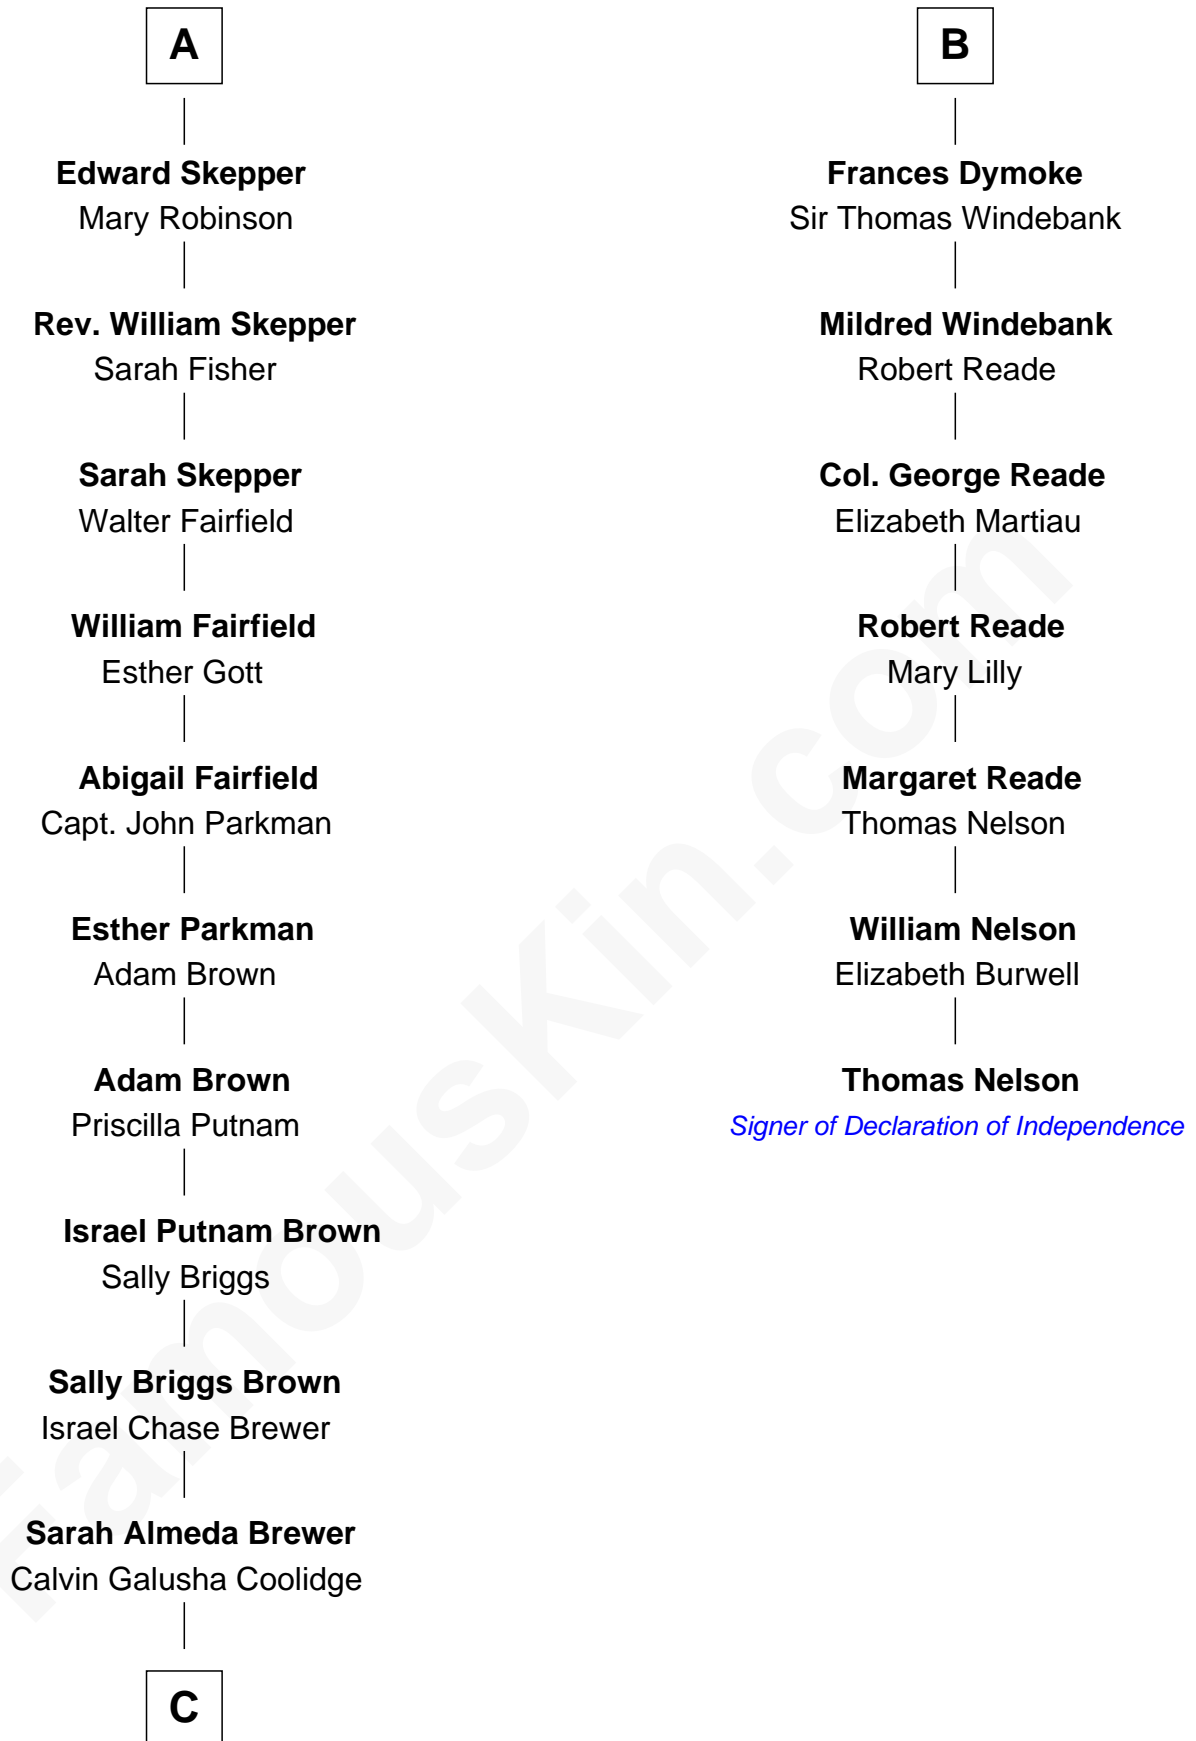 A
Edward Skepper
Mary Robinson
Rev. William Skepper
Sarah Fisher
Sarah Skepper
Walter Fairfield
William Fairfield
Esther Gott
Abigail Fairfield
Capt. John Parkman
Esther Parkman
Adam Brown
Adam Brown
Priscilla Putnam
Israel Putnam Brown
Sally Briggs
Sally Briggs Brown
Israel Chase Brewer
Sarah Almeda Brewer
Calvin Galusha Coolidge
C
B
Frances Dymoke
Sir Thomas Windebank
Mildred Windebank
Robert Reade
Col. George Reade
Elizabeth Martiau
Robert Reade
Mary Lilly
Margaret Reade
Thomas Nelson
William Nelson
Elizabeth Burwell
Thomas Nelson
Signer of Declaration of Independence
FamousKin.com